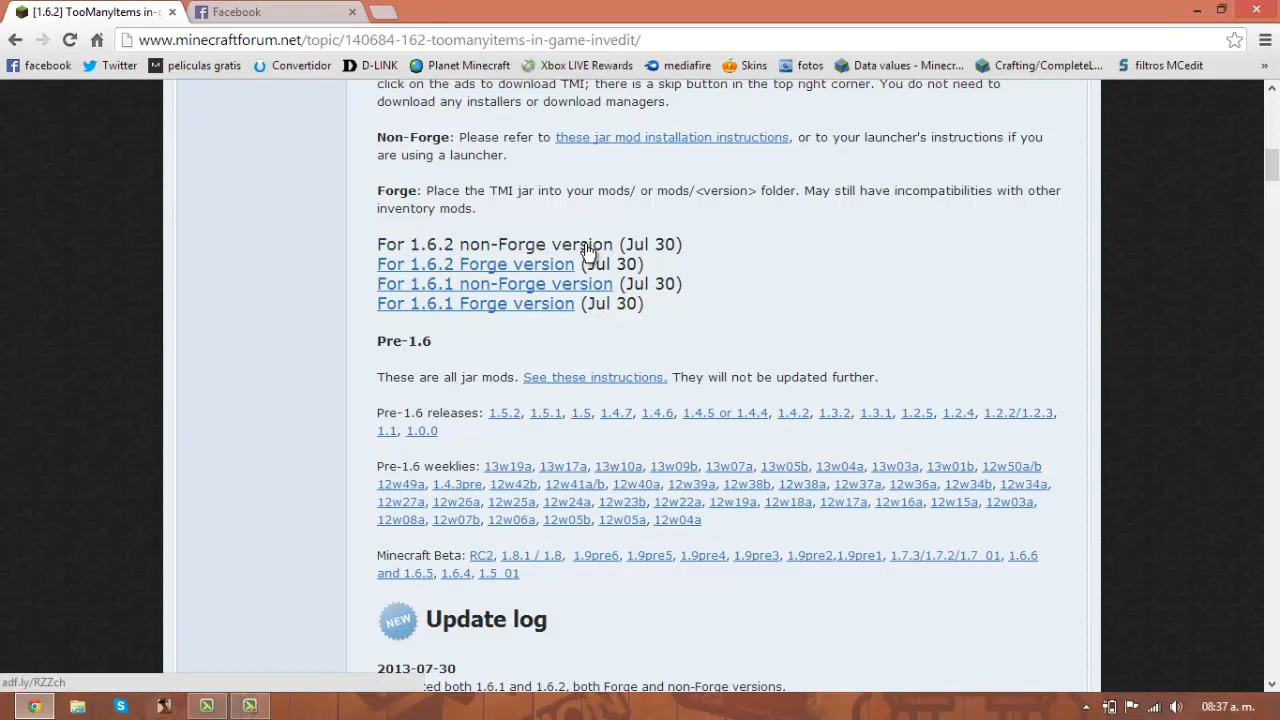 [1.6.2] TooManyItems in-g
Facebook
www.minecraftforum.net/topic/140684-162-toomanyitems-in-game-invedit/
facebook Twitter peliculas gratis Convertidor D-LINK Planet Minecraft Xbox LIVE Rewards mediafire Skins fotos Data values - Minecr... Crafting/CompleteL... filtros MCedit »
click on the ads to download TMI; there is a skip button in the top right corner. You do not need to
download any installers or download managers.
Non-Forge: Please refer to these jar mod installation instructions, or to your launcher's instructions if you
are using a launcher.
Forge: Place the TMI jar into your mods/ or mods/<version> folder. May still have incompatibilities with other
inventory mods.
For 1.6.2 non-Forge version (Jul 30)
For 1.6.2 Forge version (Jul 30)
For 1.6.1 non-Forge version (Jul 30)
For 1.6.1 Forge version (Jul 30)
Pre-1.6
These are all jar mods. See these instructions. They will not be updated further.
Pre-1.6 releases: 1.5.2, 1.5.1, 1.5, 1.4.7, 1.4.6, 1.4.5 or 1.4.4, 1.4.2, 1.3.2, 1.3.1, 1.2.5, 1.2.4, 1.2.2/1.2.3,
1.1, 1.0.0
Pre-1.6 weeklies: 13w19a, 13w17a, 13w10a, 13w09b, 13w07a, 13w05b, 13w04a, 13w03a, 13w01b, 12w50a/b
12w49a, 1.4.3pre, 12w42b, 12w41a/b, 12w40a, 12w39a, 12w38b, 12w38a, 12w37a, 12w36a, 12w34b, 12w34a,
12w27a, 12w26a, 12w25a, 12w24a, 12w23b, 12w22a, 12w19a, 12w18a, 12w17a, 12w16a, 12w15a, 12w03a,
12w08a, 12w07b, 12w06a, 12w05b, 12w05a, 12w04a
Minecraft Beta: RC2, 1.8.1 / 1.8, 1.9pre6, 1.9pre5, 1.9pre4, 1.9pre3, 1.9pre2,1.9pre1, 1.7.3/1.7.2/1.7_01, 1.6.6
and 1.6.5, 1.6.4, 1.5_01
NEW Update log
2013-07-30
both 1.6.1 and 1.6.2, both Forge and non-Forge versions.
adf.ly/RZZch
08:37 a. m.